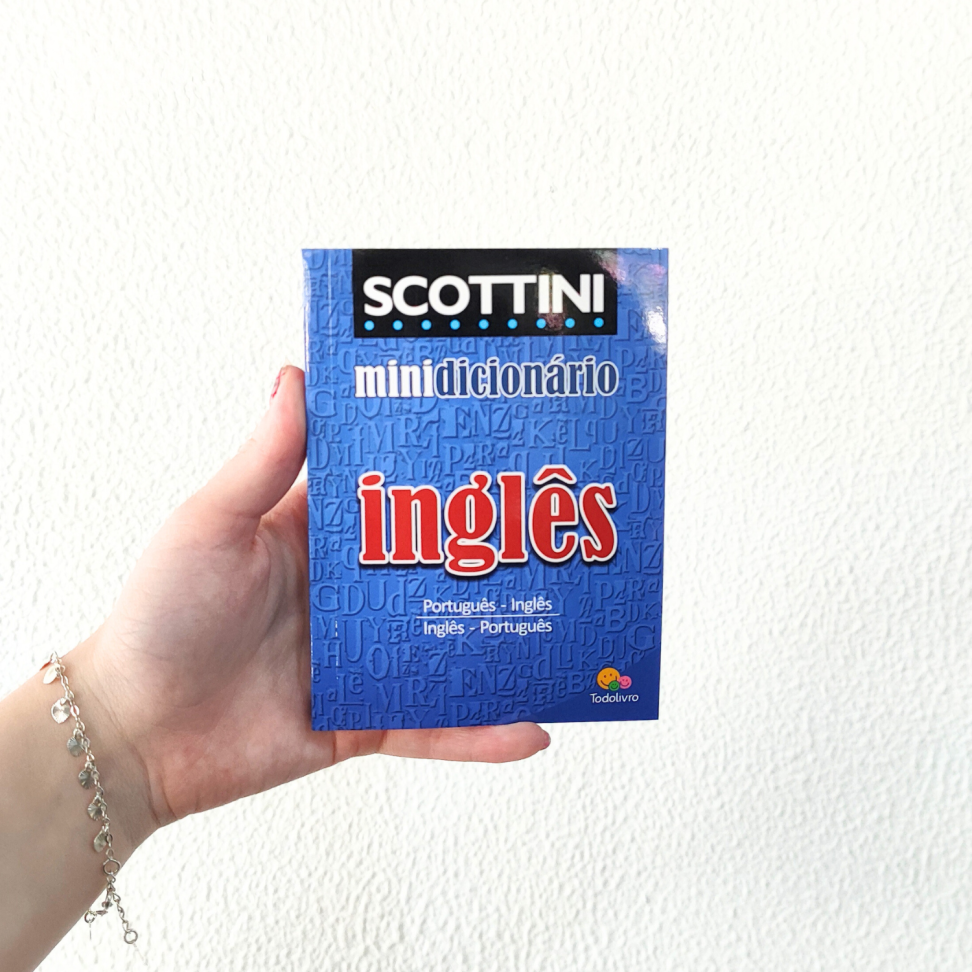 SCOTTINI
minidicionário
inglês
Português - Inglês
Inglês - Português
Todolivro